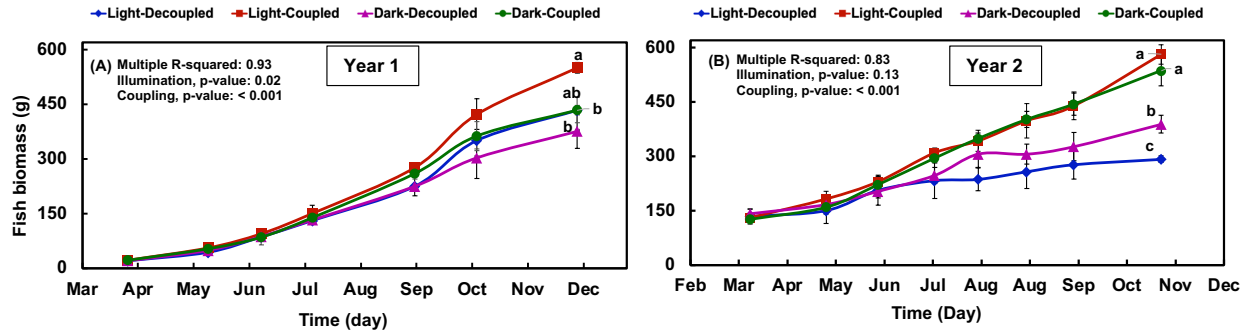 Light-Decoupled Light-Coupled Dark-Decoupled Dark-Coupled
600
450
300
150
0
Fish biomass (g)
(A) Multiple R-squared: 0.93
Illumination, p-value: 0.02
Coupling, p-value: < 0.001
Year 1
a
ab
b
b
Mar Apr May Jun Jul Aug Sep Oct Nov Dec
Time (day)
Light-Decoupled Light-Coupled Dark-Decoupled Dark-Coupled
600
450
300
150
0
(B) Multiple R-squared: 0.83
Illumination, p-value: 0.13
Coupling, p-value: < 0.001
Year 2
a
a
b
c
Feb Mar Apr May Jun Jul Aug Aug Sep Oct Nov Dec
Time (Day)